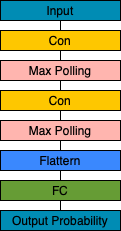 Input
Con
Max Polling
Con
Max Polling
Flattern
FC
Output Probability